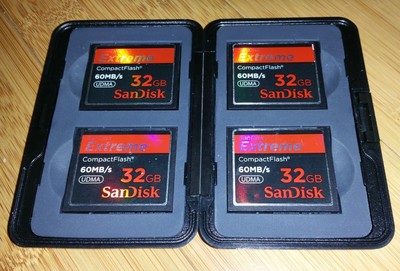 Extreme
CompactFlash®
60MB/s 32GB
UDMA
SanDisk
Extreme
CompactFlash®
60MB/s 32GB
UDMA
SanDisk
Extreme
CompactFlash®
60MB/s 32GB
UDMA
SanDisk
Extreme
CompactFlash®
60MB/s 32GB
UDMA
SanDisk